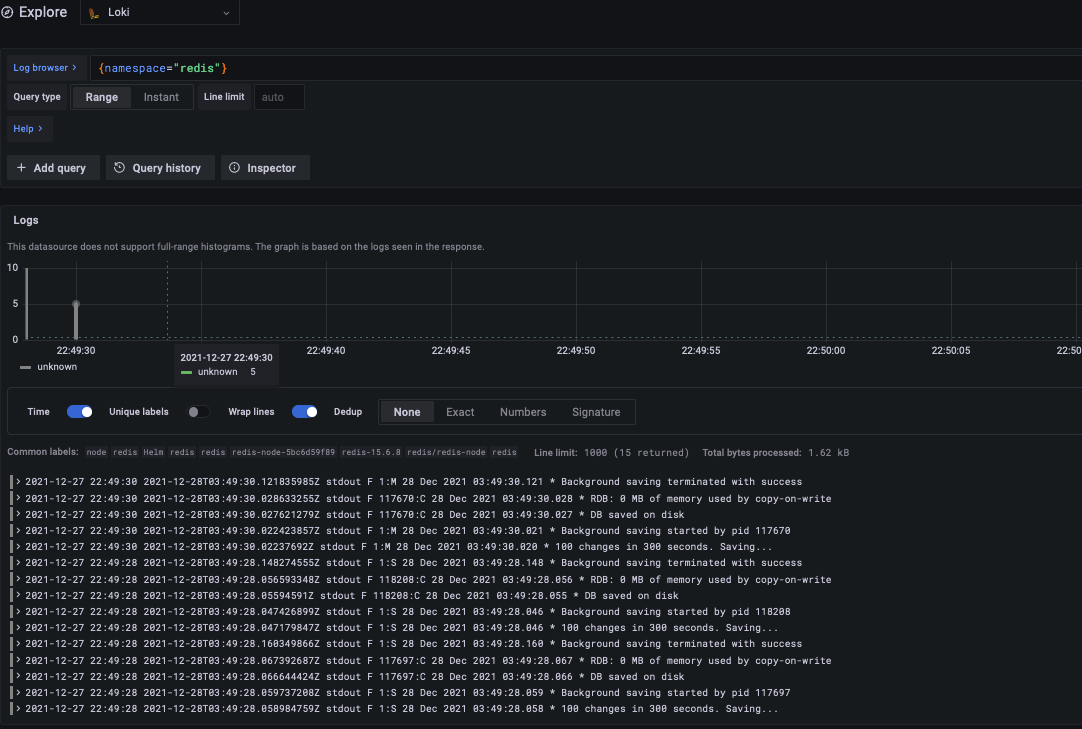 Explore Loki
Log browser > {namespace="redis"}
Query type Range Instant Line limit auto
Help >
+ Add query Query history Inspector
Logs
This datasource does not support full-range histograms. The graph is based on the logs seen in the response.
10
5
0
22:49:30 22:49:40 22:49:45 22:49:50 22:49:55 22:50:00 22:50:05 22:50
unknown
2021-12-27 22:49:30
unknown 5
Time Unique labels Wrap lines Dedup None Exact Numbers Signature
Common labels: node redis Helm redis redis redis-node-5bc6d59f89 redis-15.6.8 redis/redis-node redis Line limit: 1000 (15 returned) Total bytes processed: 1.62 kB
> 2021-12-27 22:49:30 2021-12-28T03:49:30.121835985Z stdout F 1:M 28 Dec 2021 03:49:30.121 * Background saving terminated with success
> 2021-12-27 22:49:30 2021-12-28T03:49:30.028633255Z stdout F 117670:C 28 Dec 2021 03:49:30.028 * RDB: 0 MB of memory used by copy-on-write
> 2021-12-27 22:49:30 2021-12-28T03:49:30.027621279Z stdout F 117670:C 28 Dec 2021 03:49:30.027 * DB saved on disk
> 2021-12-27 22:49:30 2021-12-28T03:49:30.022423857Z stdout F 1:M 28 Dec 2021 03:49:30.021 * Background saving started by pid 117670
> 2021-12-27 22:49:30 2021-12-28T03:49:30.02237692Z stdout F 1:M 28 Dec 2021 03:49:30.020 * 100 changes in 300 seconds. Saving...
> 2021-12-27 22:49:28 2021-12-28T03:49:28.148274555Z stdout F 1:S 28 Dec 2021 03:49:28.148 * Background saving terminated with success
> 2021-12-27 22:49:28 2021-12-28T03:49:28.056593348Z stdout F 118208:C 28 Dec 2021 03:49:28.056 * RDB: 0 MB of memory used by copy-on-write
> 2021-12-27 22:49:28 2021-12-28T03:49:28.05594591Z stdout F 118208:C 28 Dec 2021 03:49:28.055 * DB saved on disk
> 2021-12-27 22:49:28 2021-12-28T03:49:28.047426899Z stdout F 1:S 28 Dec 2021 03:49:28.046 * Background saving started by pid 118208
> 2021-12-27 22:49:28 2021-12-28T03:49:28.047179847Z stdout F 1:S 28 Dec 2021 03:49:28.046 * 100 changes in 300 seconds. Saving...
> 2021-12-27 22:49:28 2021-12-28T03:49:28.160349866Z stdout F 1:S 28 Dec 2021 03:49:28.160 * Background saving terminated with success
> 2021-12-27 22:49:28 2021-12-28T03:49:28.067392687Z stdout F 117697:C 28 Dec 2021 03:49:28.067 * RDB: 0 MB of memory used by copy-on-write
> 2021-12-27 22:49:28 2021-12-28T03:49:28.066644424Z stdout F 117697:C 28 Dec 2021 03:49:28.066 * DB saved on disk
> 2021-12-27 22:49:28 2021-12-28T03:49:28.059737208Z stdout F 1:S 28 Dec 2021 03:49:28.059 * Background saving started by pid 117697
> 2021-12-27 22:49:28 2021-12-28T03:49:28.058984759Z stdout F 1:S 28 Dec 2021 03:49:28.058 * 100 changes in 300 seconds. Saving...